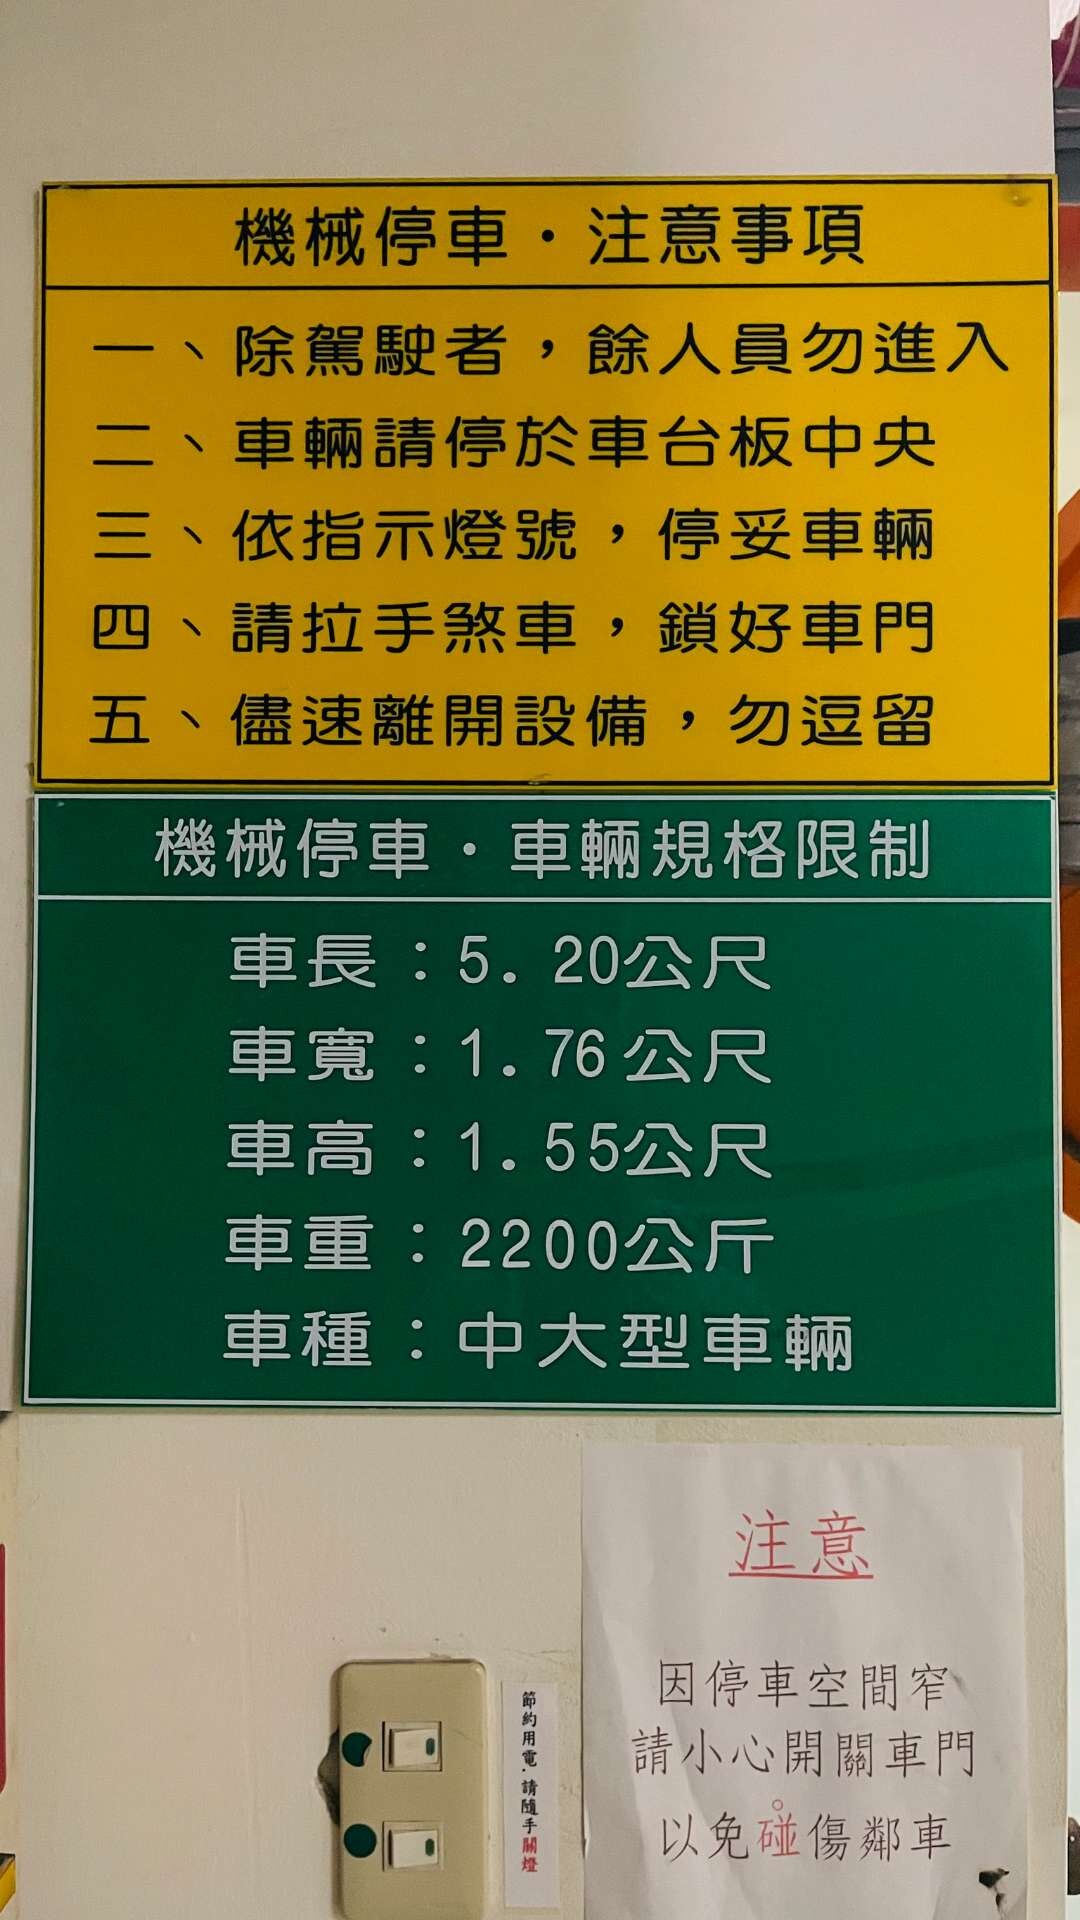 機械停車·注意事項
一、除駕駛者，餘人員勿進入
二、車輛請停於車台板中央
三、依指示燈號，停妥車輛
四、請拉手煞車，鎖好車門
五、儘速離開設備，勿逗留
機械停車·車輛規格限制
車長：5.20公尺
車寬：1.76公尺
車高：1.55公尺
車重：2200公斤
車種：中大型車輛
注意
因停車空間窄
請小心開關車門
以免碰傷鄰車
節約用電·請隨手關燈